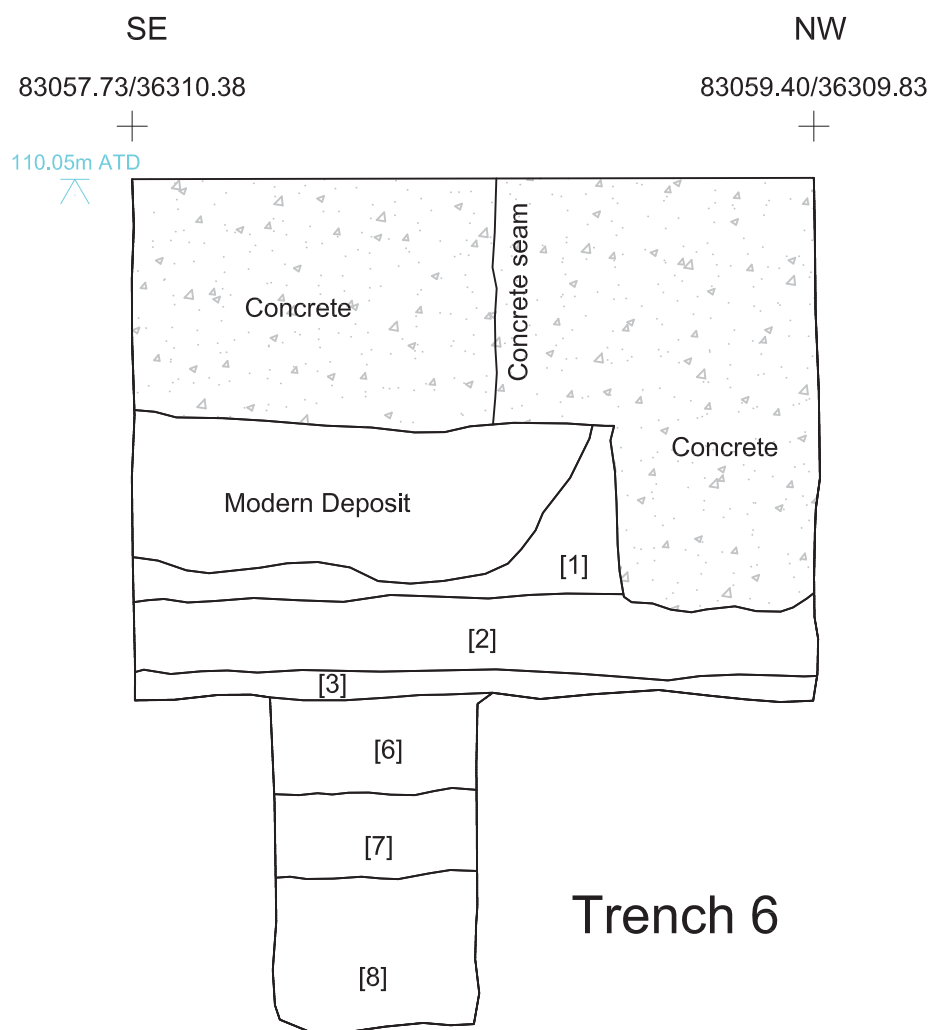 SE
NW
83057.73/36310.38
83059.40/36309.83
110.05m ATD
Concrete
Concrete seam
Concrete
Modern Deposit
[1]
[2]
[3]
[6]
[7]
Trench 6
[8]